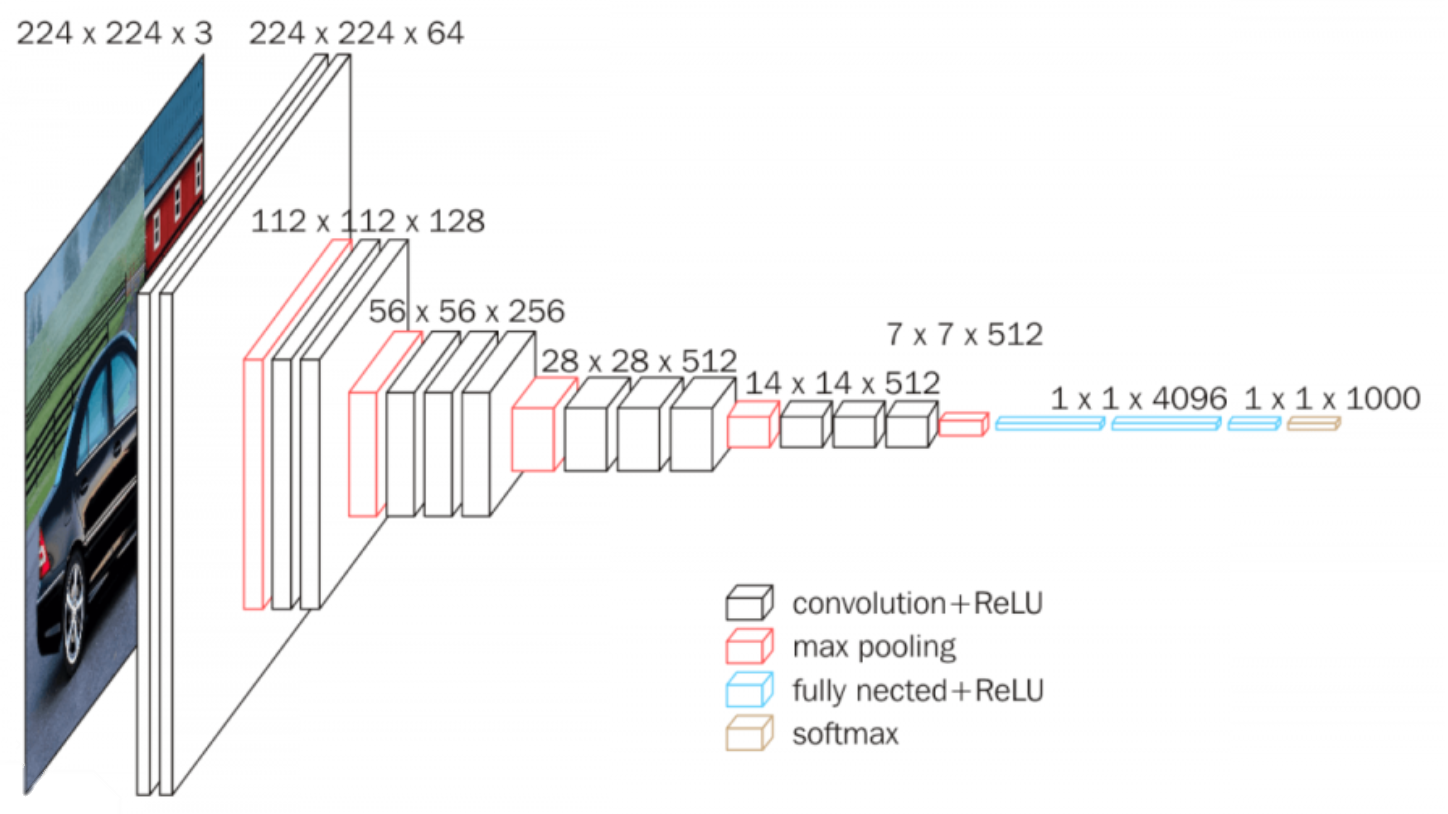 224 x 224 x 3
224 x 224 x 64
112 x 112 x 128
56 x 56 x 256
28 x 28 x 512
14 x 14 x 512
7 x 7 x 512
1 x 1 x 4096
1 x 1 x 1000
convolution+ReLU
max pooling
fully nected+ReLU
softmax